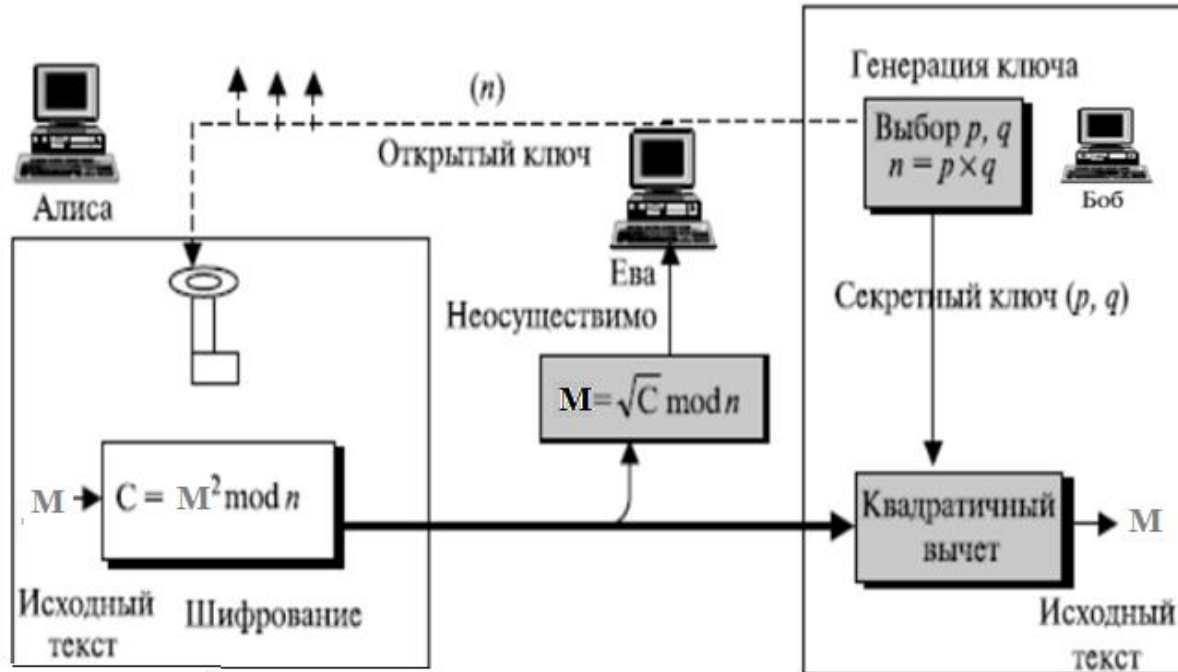 Алиса
(n)
Открытый ключ
Ева
Неосуществимо
M=√C mod n
Генерация ключа
Выбор p, q
n = p×q
Боб
Секретный ключ (p, q)
M
C = M² mod n
Исходный
текст
Шифрование
Квадратичный
вычет
M
Исходный
текст